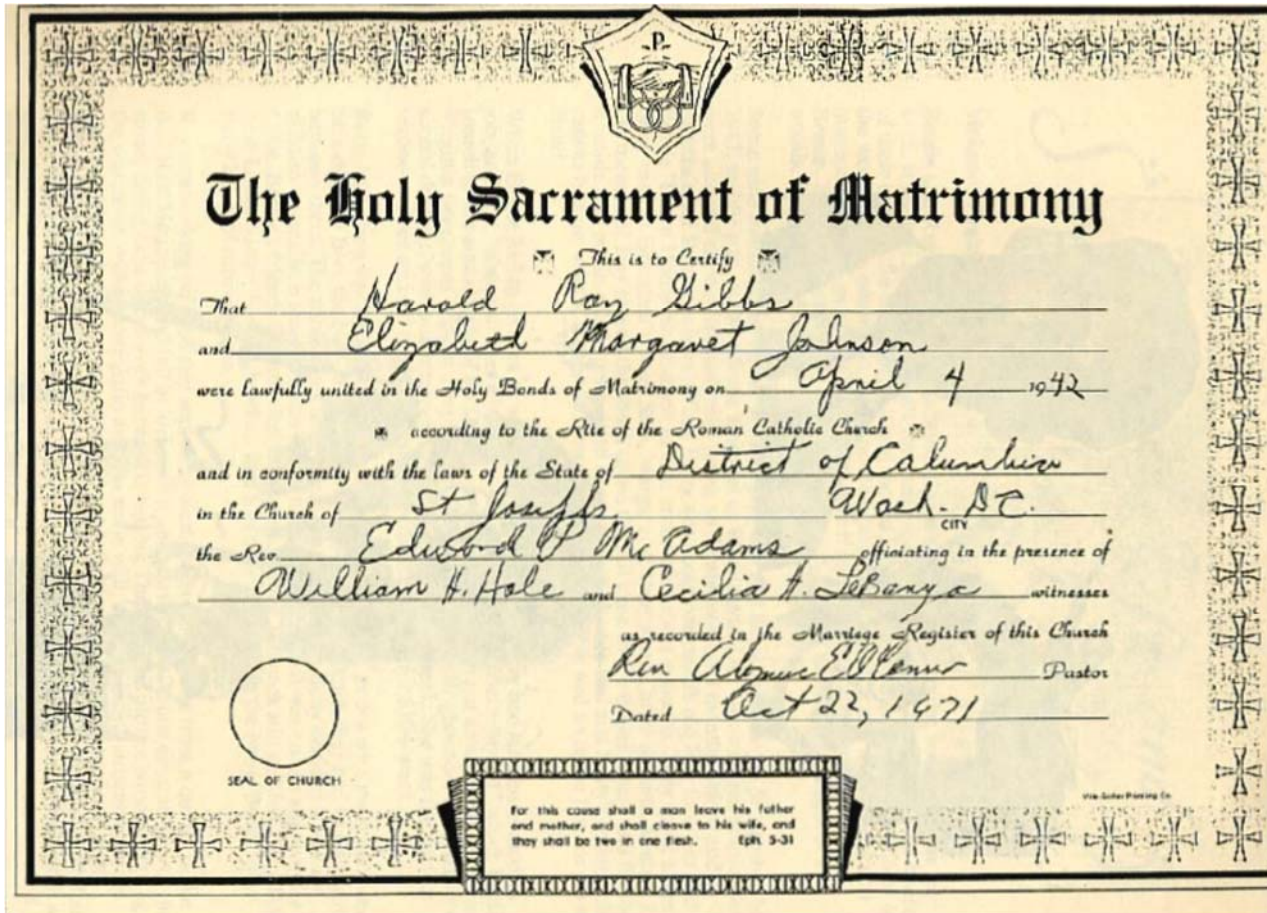 P
The Holy Sacrament of Matrimony
This is to Certify
That Harold Ray Gibbs
and Elizabeth Margaret Johnson
were lawfully united in the Holy Bonds of Matrimony on April 4 1942
according to the Rite of the Roman Catholic Church
and in conformity with the laws of the State of District of Columbia
in the Church of St Josephs Wash. D.C.
CITY
the Rev. Edward P McAdams officiating in the presence of
William H. Hale and Cecilia A. witnesses
as recorded in the Marriage Register of this Church
Rev Pastor
Dated Oct 22, 1971
SEAL OF CHURCH
For this cause shall a man leave his father
and mother, and shall cleave to his wife, and
they shall be two in one flesh. Eph. 5-31
Printing Co.